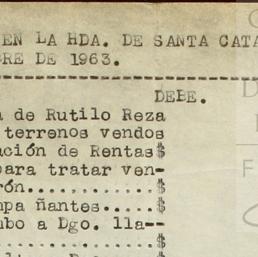 EN LA HDA. DE SANTA CATA
RE DE 1963.
DEBE.
a de Rutilo Reza
terrenos vendos
ación de Rentas$
para tratar ven-
rón............$
mpa ñantes.....$
mbo a Dgo. lla--
...............$